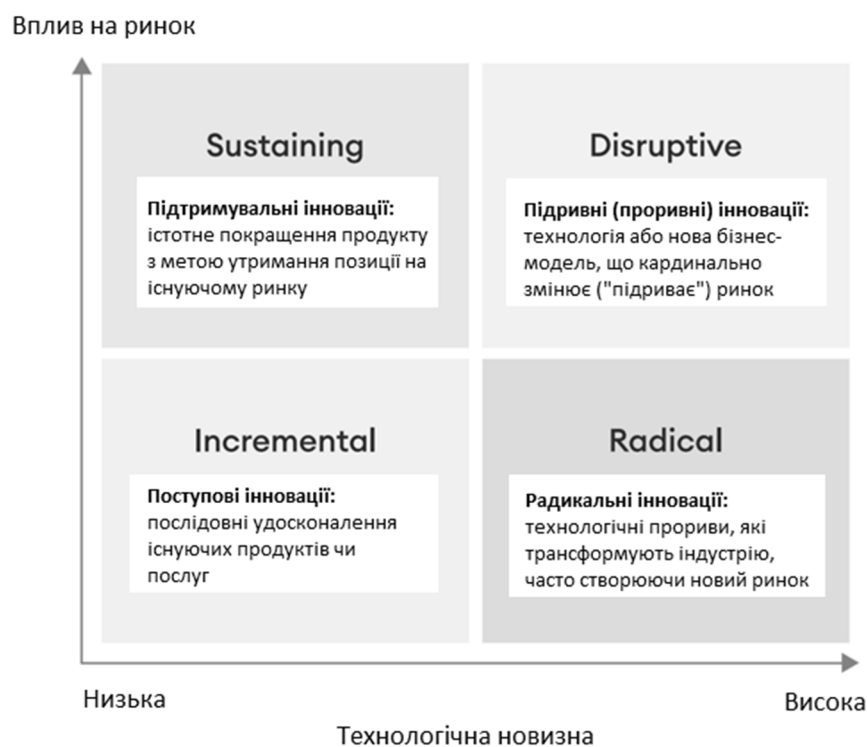 Вплив на ринок
Sustaining
Підтримувальні інновації:
істотне покращення продукту
з метою утримання позиції на
існуючому ринку
Disruptive
Підривні (проривні) інновації:
технологія або нова бізнес-
модель, що кардинально
змінює ("підриває") ринок
Incremental
Поступові інновації:
послідовні удосконалення
існуючих продуктів чи
послуг
Radical
Радикальні інновації:
технологічні прориви, які
трансформують індустрію,
часто створюючи новий ринок
Низька
Висока
Технологічна новизна